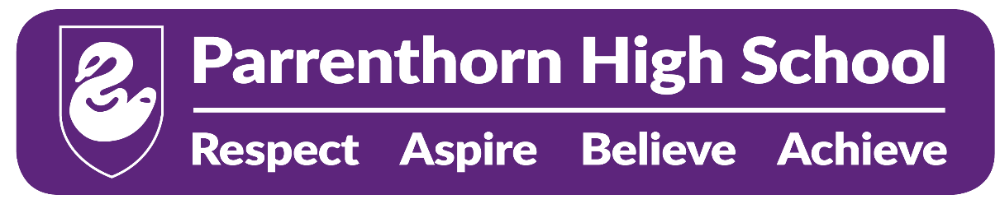 Parrenthorn High School
Respect Aspire Believe Achieve